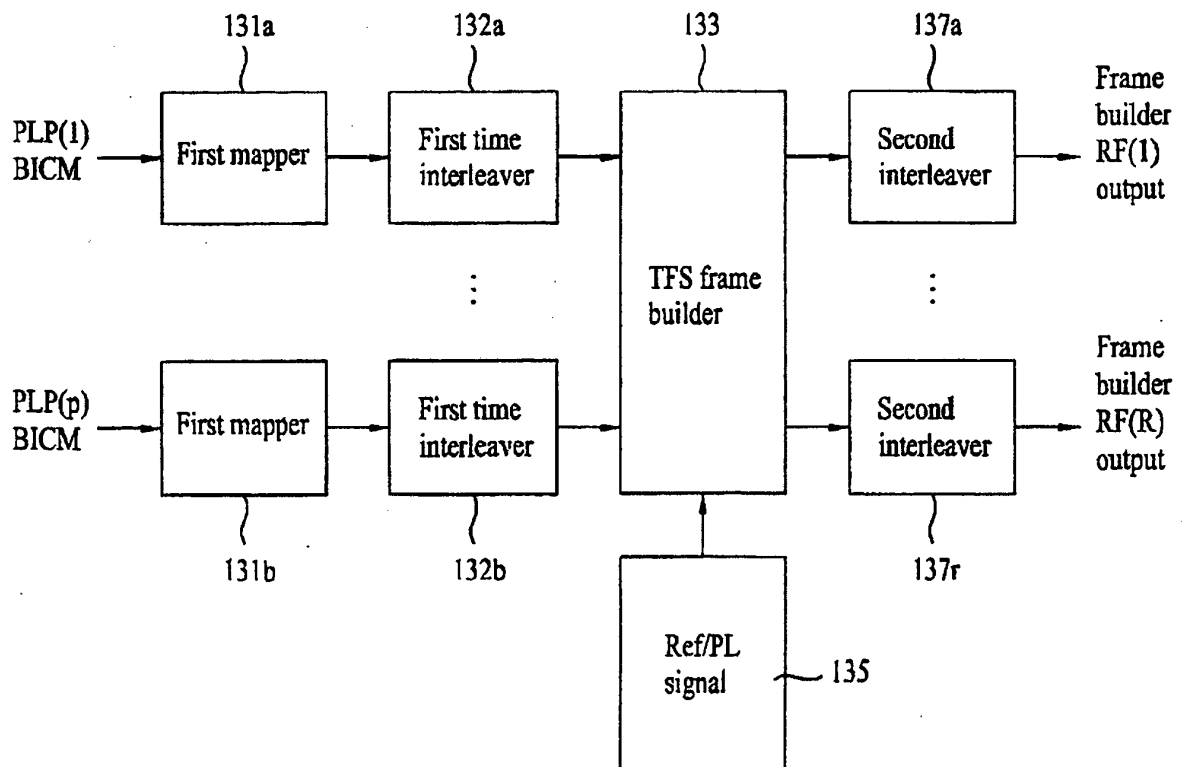 131a
132a
133
137a
PLP(1)
BICM
First mapper
First time
interleaver
TFS frame
builder
Second
interleaver
Frame
builder
RF(1)
output
PLP(p)
BICM
First mapper
First time
interleaver
Second
interleaver
Frame
builder
RF(R)
output
131b
132b
137r
Ref/PL
signal
135